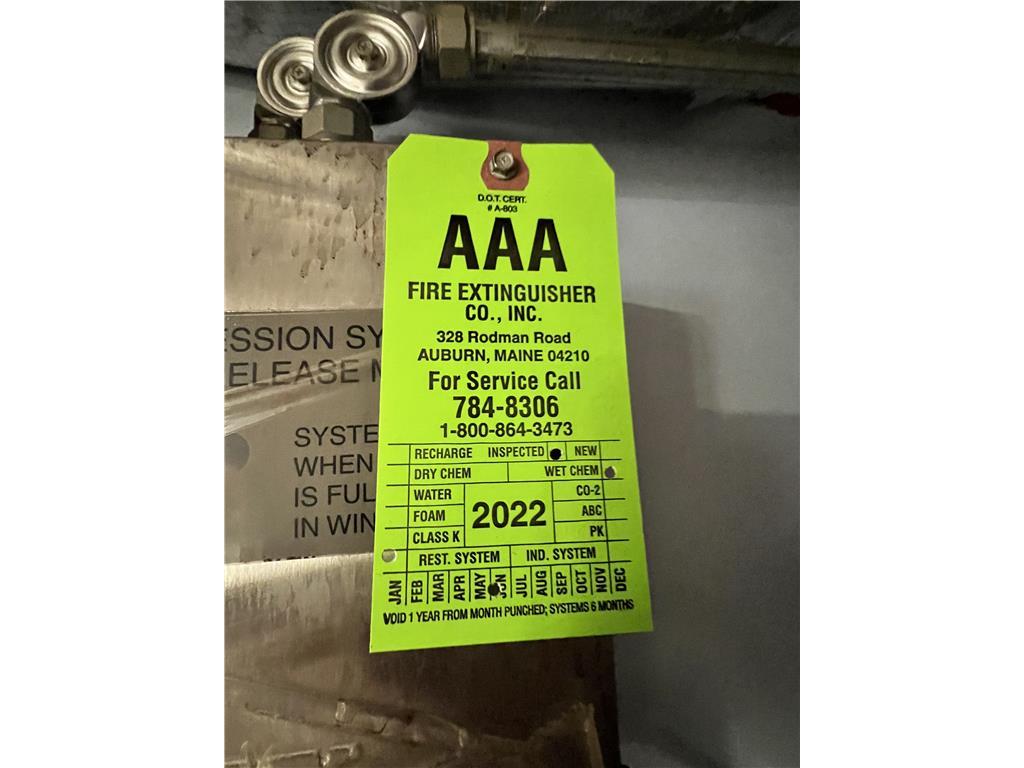 D.O.T. CERT.
# A-803
AAA
FIRE EXTINGUISHER
CO., INC.
328 Rodman Road
AUBURN, MAINE 04210
For Service Call
784-8306
1-800-864-3473
RECHARGE INSPECTED NEW
DRY CHEM WET CHEM
WATER CO-2
FOAM 2022 ABC
CLASS K PK
REST. SYSTEM IND. SYSTEM
JAN FEB MAR APR MAY JUN JUL AUG SEP OCT NOV DEC
VOID 1 YEAR FROM MONTH PUNCHED; SYSTEMS 6 MONTHS
ESSION SY
ELEASE
SYSTE
WHEN
IS FUL
IN WIN